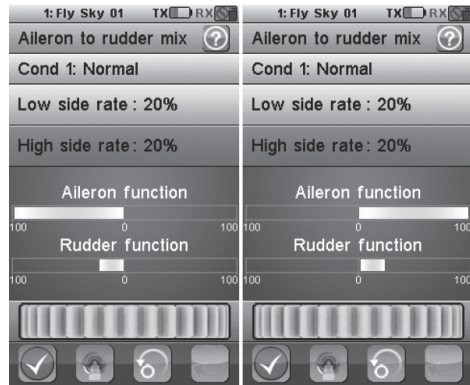 1: Fly Sky 01 TX RX
Aileron to rudder mix ?
Cond 1: Normal
Low side rate : 20%
High side rate : 20%
Aileron function
100 0 100
Rudder function
100 0 100
1: Fly Sky 01 TX RX
Aileron to rudder mix ?
Cond 1: Normal
Low side rate : 20%
High side rate : 20%
Aileron function
100 0 100
Rudder function
100 0 100